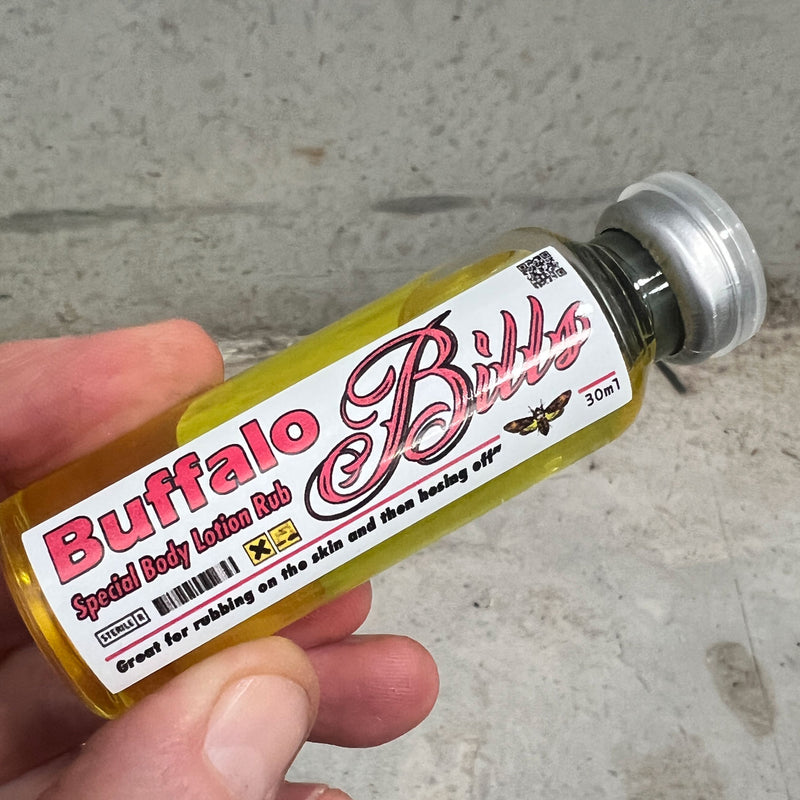 Buffalo Bills
Special Body Lotion Rub
30ml
STERILE R
Great for rubbing on the skin and then hosing off"